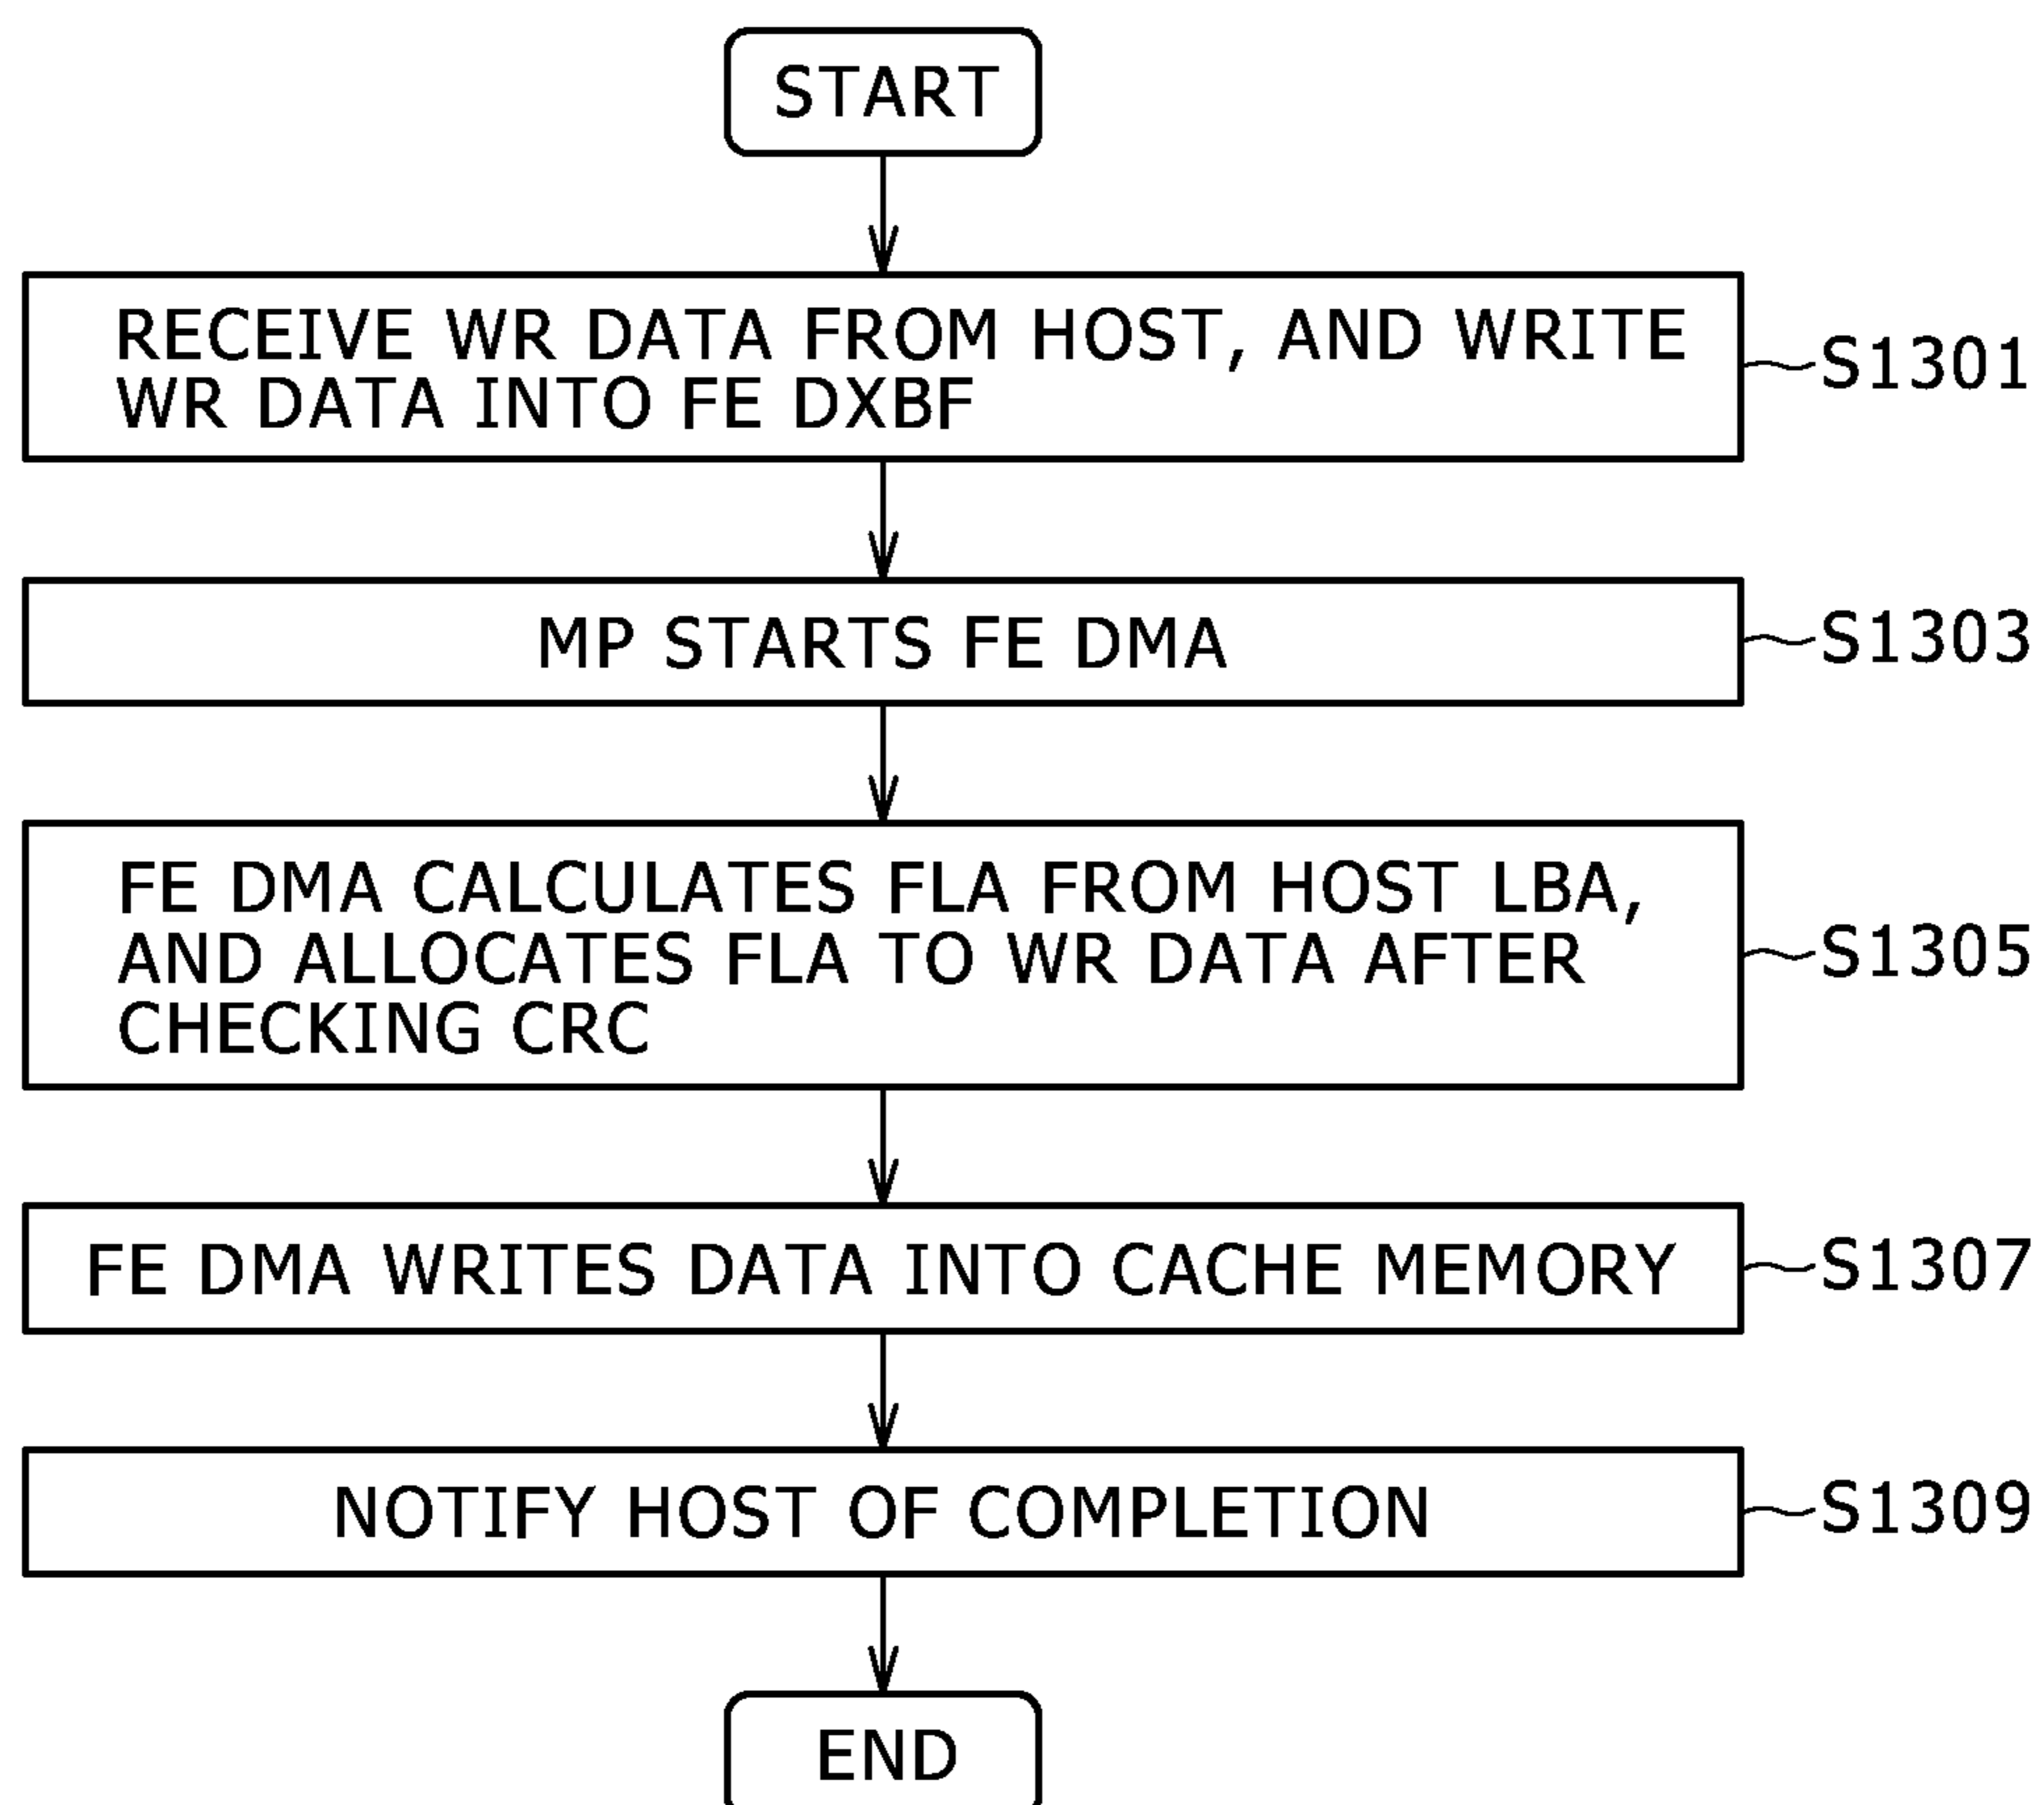 START
RECEIVE WR DATA FROM HOST, AND WRITE
WR DATA INTO FE DXBF
S1301
MP STARTS FE DMA
S1303
FE DMA CALCULATES FLA FROM HOST LBA,
AND ALLOCATES FLA TO WR DATA AFTER
CHECKING CRC
S1305
FE DMA WRITES DATA INTO CACHE MEMORY
S1307
NOTIFY HOST OF COMPLETION
S1309
END